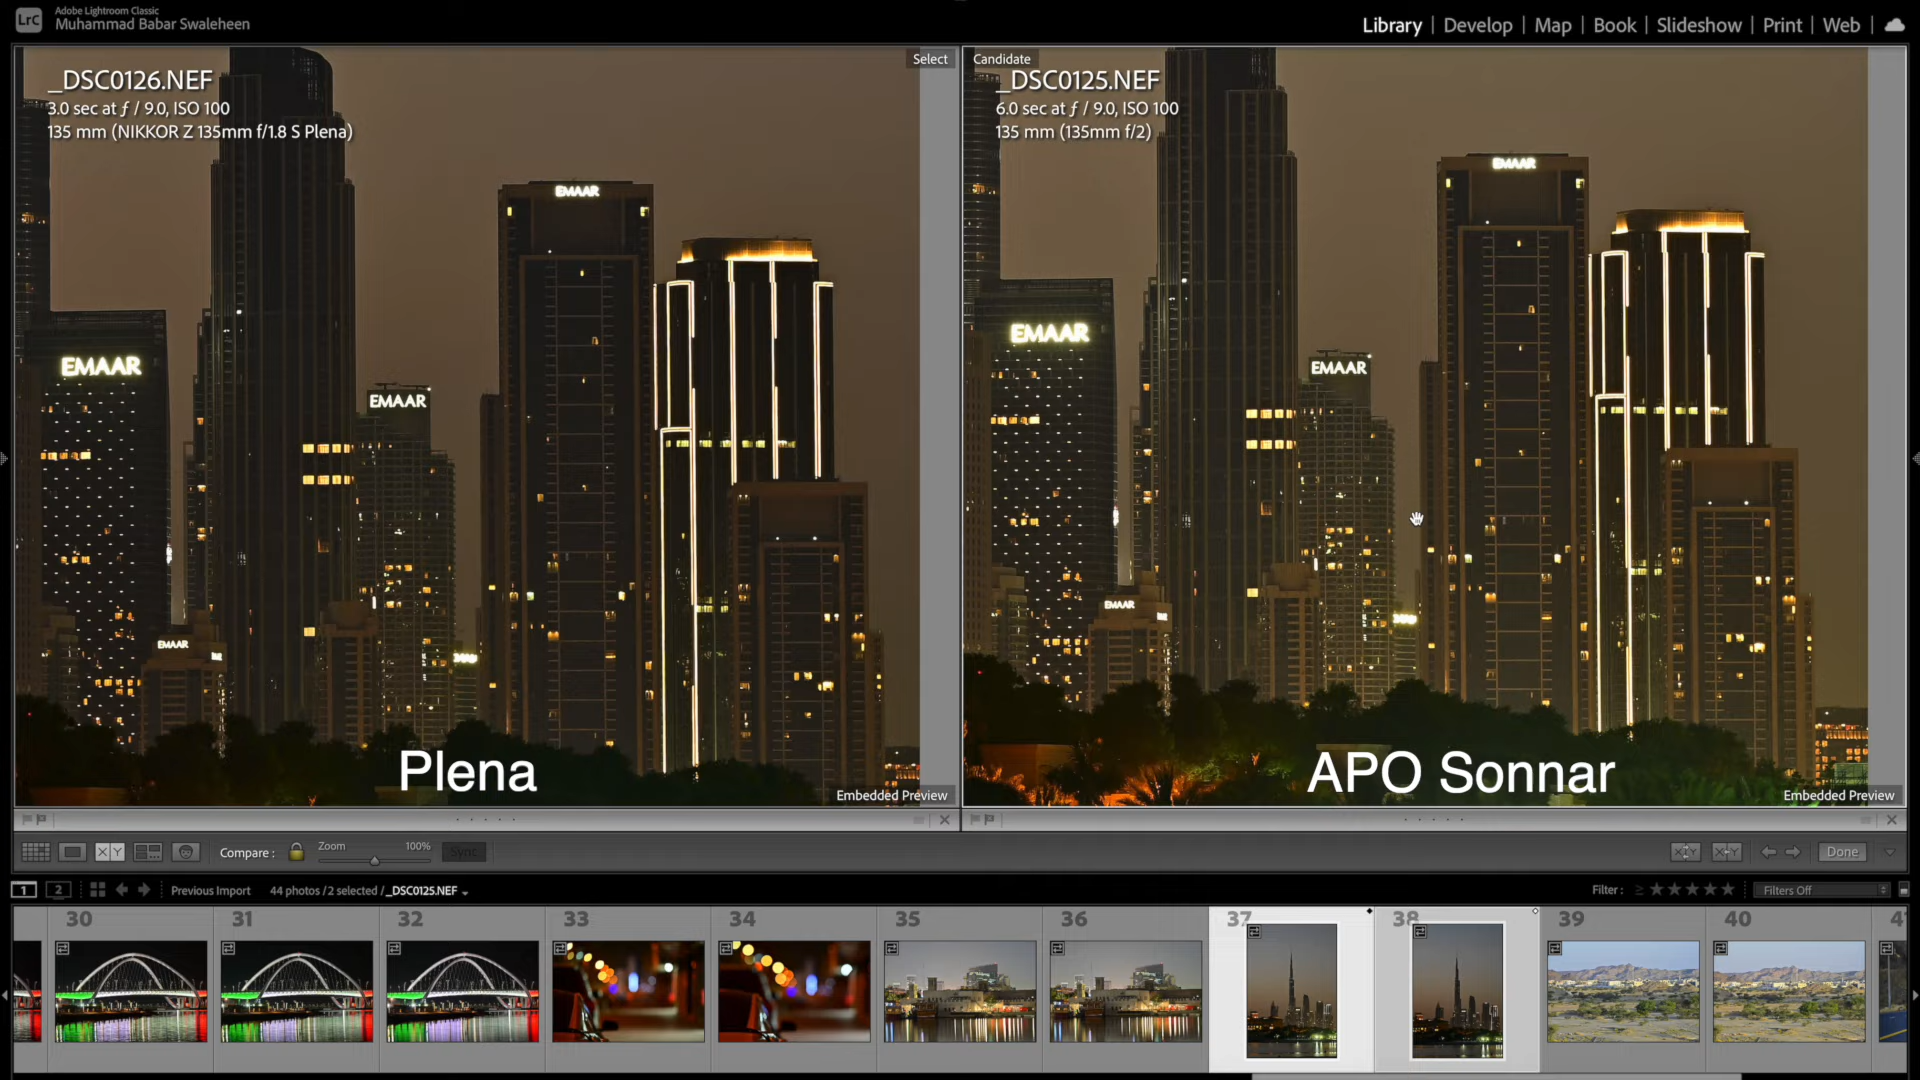 LrC
Adobe Lightroom Classic
Muhammad Babar Swaleheen
Library | Develop | Map | Book | Slideshow | Print | Web
Select
_DSC0126.NEF
3.0 sec at ƒ / 9.0, ISO 100
135 mm (NIKKOR Z 135mm f/1.8 S Plena)
EMAAR
EMAAR
EMAAR
EMAAR
Plena
Embedded Preview
Candidate
_DSC0125.NEF
6.0 sec at ƒ / 9.0, ISO 100
135 mm (135mm f/2)
EMAAR
EMAAR
EMAAR
EMAAR
APO Sonnar
Embedded Preview
X Y
Compare :
Zoom
100%
Sync
Done
1
2
Previous Import
44 photos /2 selected /_DSC0125.NEF
Filter :
Filters Off
30
31
32
33
34
35
36
37
38
39
40